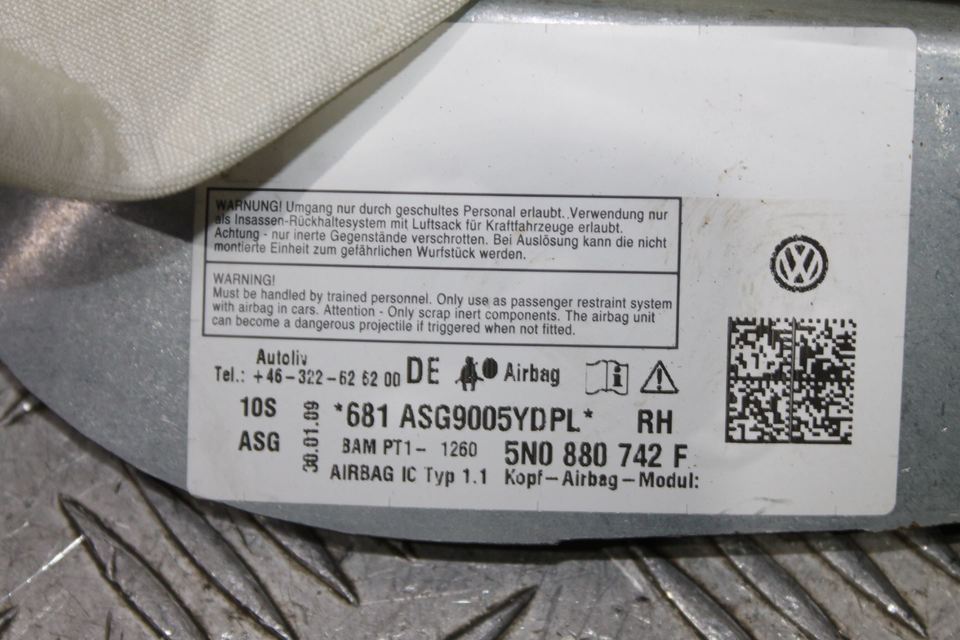 WARNUNG! Umgang nur durch geschultes Personal erlaubt. Verwendung nur
als Insassen-Rückhaltesystem mit Luftsack für Kraftfahrzeuge erlaubt.
Achtung - nur inerte Gegenstände verschrotten. Bei Auslösung kann die nicht
montierte Einheit zum gefährlichen Wurfstück werden.
WARNING!
Must be handled by trained personnel. Only use as passenger restraint system
with airbag in cars. Attention - Only scrap inert components. The airbag unit
can become a dangerous projectile if triggered when not fitted.
Autoliv
Tel.: +46-322-62 62 00 DE Airbag
10S 30.01.09 *681 ASG9005YDPL* RH
ASG BAM PT1- 1260 5N0 880 742 F
AIRBAG IC Typ 1.1 Kopf-Airbag-Modul: